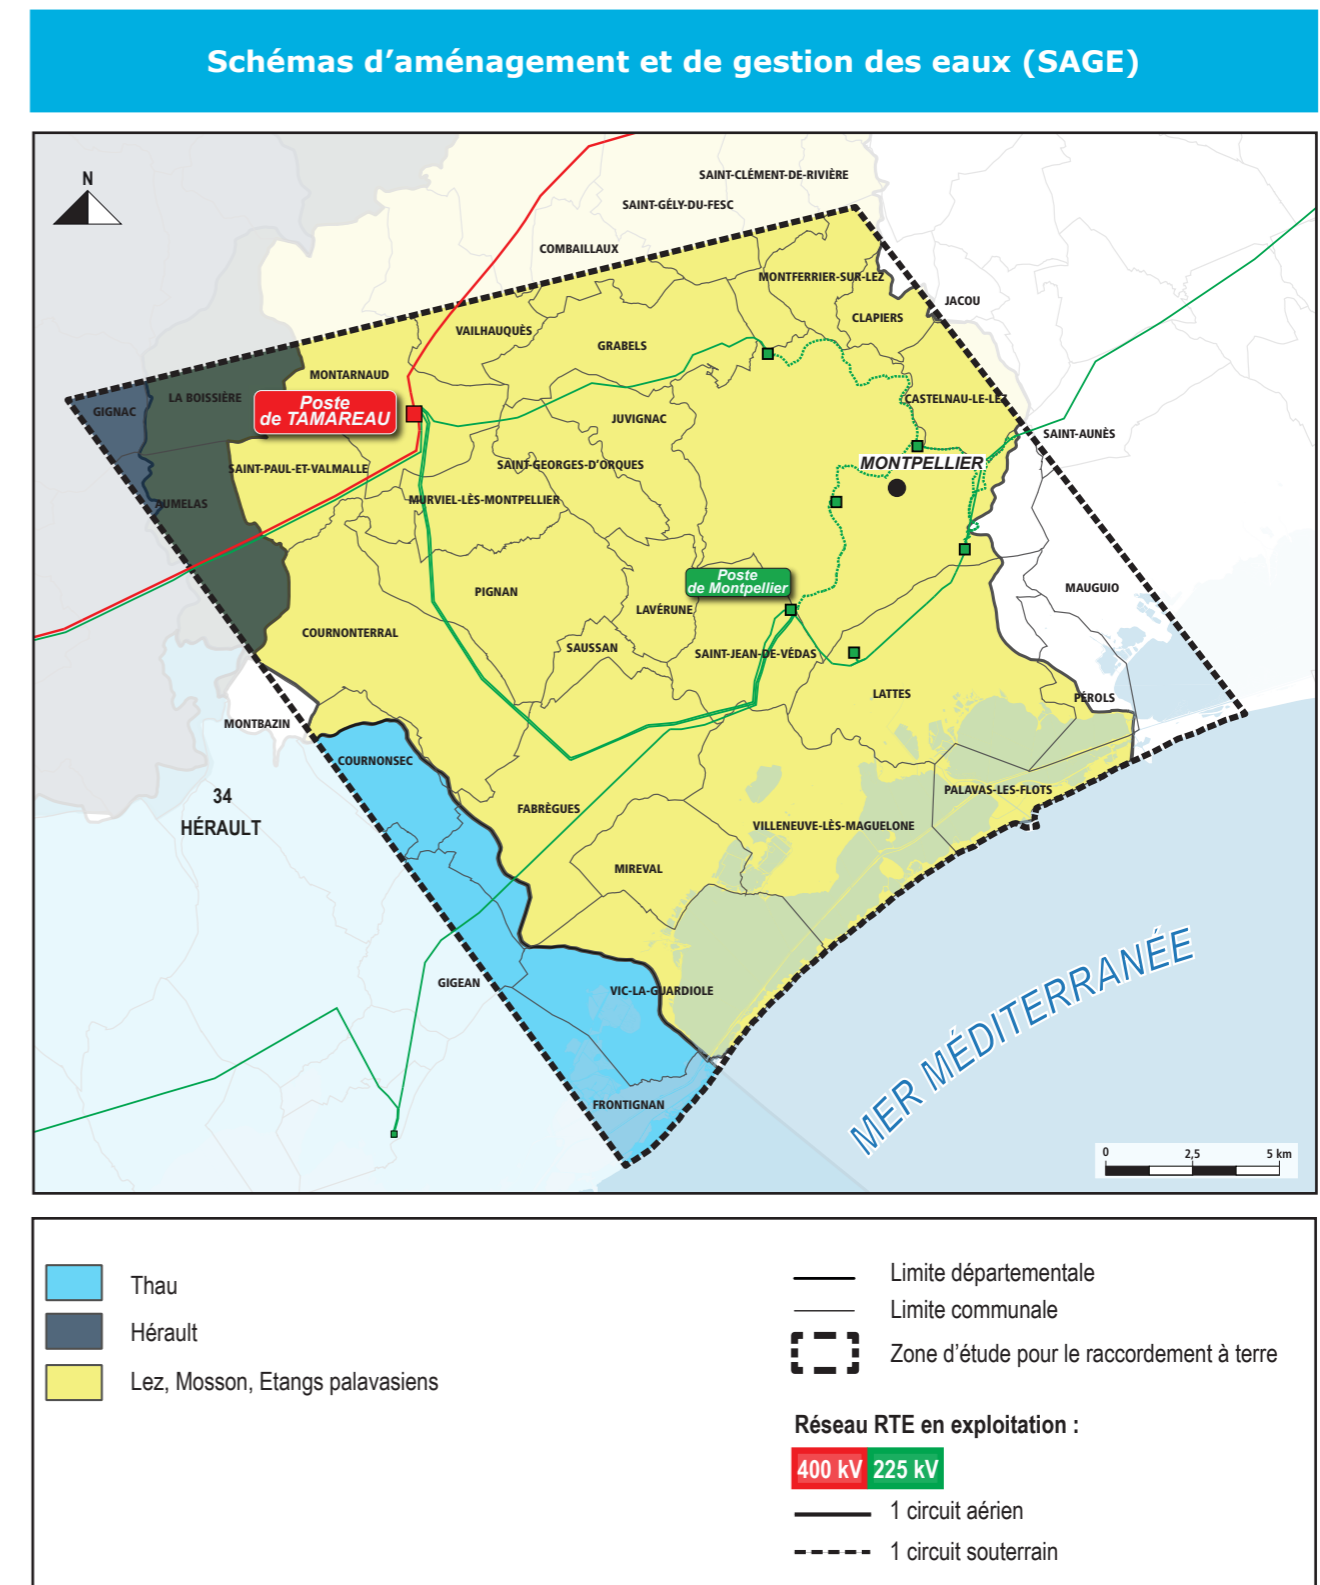 Schémas d'aménagement et de gestion des eaux (SAGE)
N
SAINT-CLÉMENT-DE-RIVIÈRE
SAINT-GÉLY-DU-FESC
COMBAILLAUX
MONTFERRIER-SUR-LEZ
JACOU
CLAPIERS
VAILHAUQUÈS
GRABELS
MONTARNAUD
LA BOISSIÈRE
GIGNAC
Poste
de TAMAREAU
CASTELNAU-LE-LEZ
JUVIGNAC
SAINT-AUNÈS
SAINT-PAUL-ET-VALMALLE
SAINT-GEORGES-D'ORQUES
MONTPELLIER
MURVIEL-LÈS-MONTPELLIER
AUMELAS
Poste
de Montpellier
MAUGUIO
PIGNAN
LAVÉRUNE
COURNONTERRAL
SAUSSAN
SAINT-JEAN-DE-VÉDAS
LATTES
PÉROLS
MONTBAZIN
COURNONSEC
34
HÉRAULT
PALAVAS-LES-FLOTS
FABRÈGUES
VILLENEUVE-LÈS-MAGUELONE
MIREVAL
GIGEAN
VIC-LA-GUARDIOLE
MER MÉDITERRANÉE
FRONTIGNAN
0 2,5 5 km
Thau
Hérault
Lez, Mosson, Etangs palavasiens
Limite départementale
Limite communale
Zone d'étude pour le raccordement à terre
Réseau RTE en exploitation :
400 kV 225 kV
1 circuit aérien
1 circuit souterrain